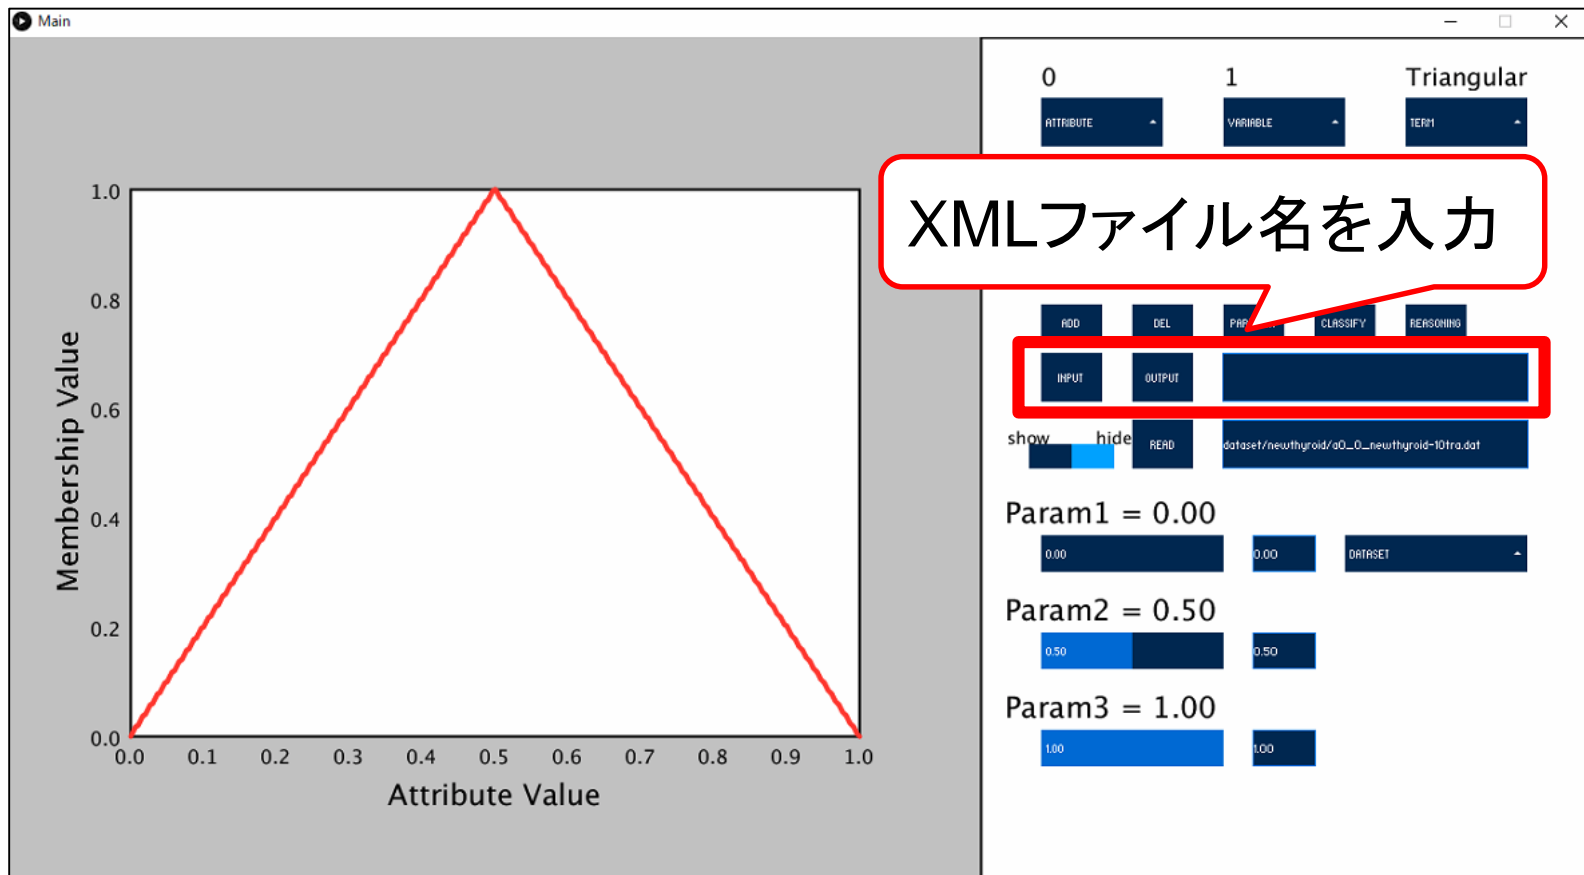 Main
0
1
Triangular
ATTRIBUTE
VARIABLE
TERM
XMLファイル名を入力
ADD
DEL
CLASSIFY
REASONING
INPUT
OUTPUT
show
hide
READ
dataset/newthyroid/a0_0_newthyroid-10tra.dat
Param1 = 0.00
0.00
0.00
DATASET
Param2 = 0.50
0.50
0.50
Param3 = 1.00
1.00
1.00
Membership Value
1.0
0.8
0.6
0.4
0.2
0.0
0.0 0.1 0.2 0.3 0.4 0.5 0.6 0.7 0.8 0.9 1.0
Attribute Value